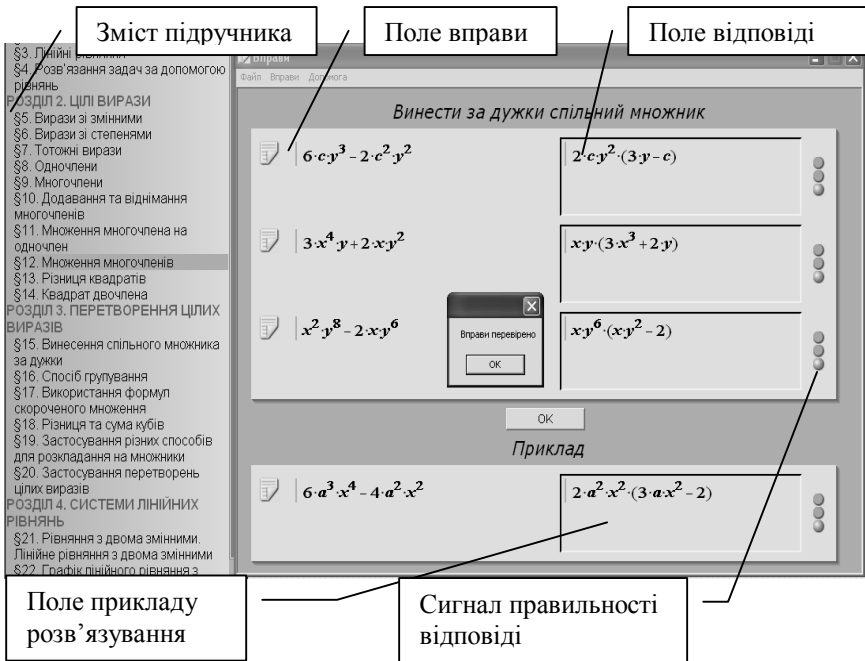 Зміст підручника
Поле вправи
Поле відповіді
§3. Лінійні рівняння
§4. Розв'язання задач за допомогою
рівнянь
РОЗДІЛ 2. ЦІЛІ ВИРАЗИ
§5. Вирази зі змінними
§6. Вирази зі степенями
§7. Тотожні вирази
§8. Одночлени
§9. Многочлени
§10. Додавання та віднімання
многочленів
§11. Множення многочлена на
одночлен
§12. Множення многочленів
§13. Різниця квадратів
§14. Квадрат двочлена
РОЗДІЛ 3. ПЕРЕТВОРЕННЯ ЦІЛИХ
ВИРАЗІВ
§15. Винесення спільного множника
за дужки
§16. Спосіб групування
§17. Використання формул
скороченого множення
§18. Різниця та сума кубів
§19. Застосування різних способів
для розкладання на множники
§20. Застосування перетворень
цілих виразів
РОЗДІЛ 4. СИСТЕМИ ЛІНІЙНИХ
РІВНЯНЬ
§21. Рівняння з двома змінними.
Лінійне рівняння з двома змінними
§22. Графік лінійного рівняння з
Вправи
Файл Вправи Допомога
Винести за дужки спільний множник
6·c·y³ – 2·c²·y²
2·c·y²·(3·y – c)
3·x⁴·y + 2·x·y²
x·y·(3·x³ + 2·y)
x²·y⁸ – 2·x·y⁶
x·y⁶·(x·y² – 2)
Вправи перевірено
OK
OK
Приклад
6·a³·x⁴ – 4·a²·x²
2·a²·x²·(3·a·x² – 2)
Поле прикладу
розв’язування
Сигнал правильності
відповіді